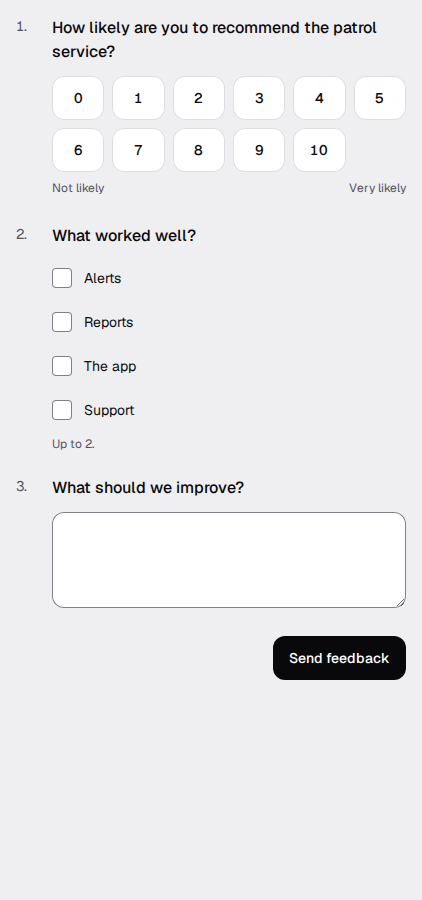 1. How likely are you to recommend the patrol
service?
0 1 2 3 4 5
6 7 8 9 10
Not likely Very likely
2. What worked well?
Alerts
Reports
The app
Support
Up to 2.
3. What should we improve?
Send feedback